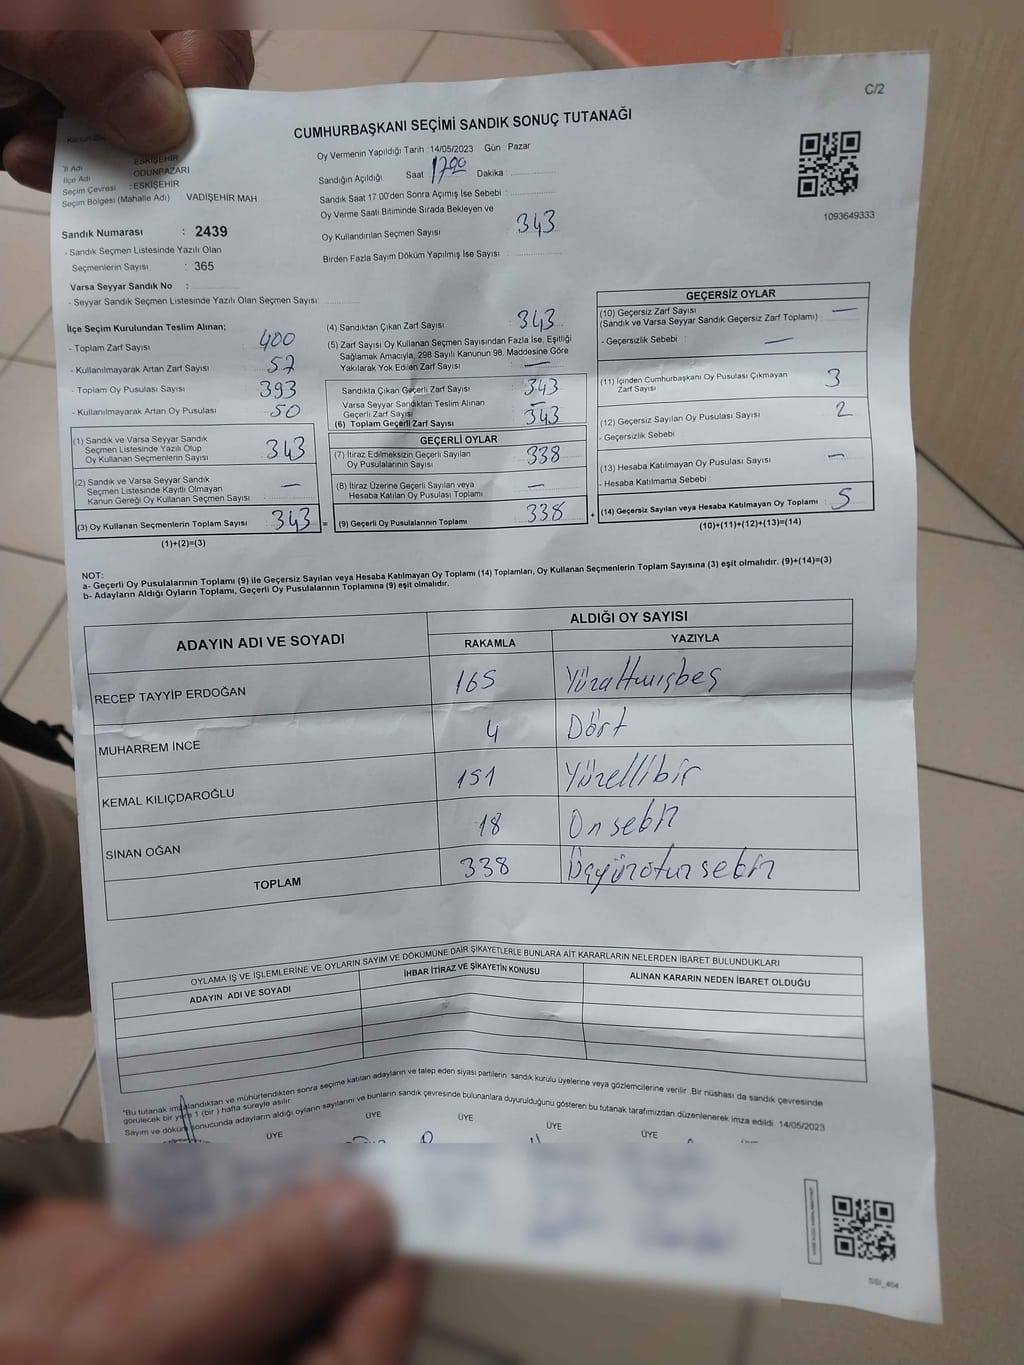 C/2
CUMHURBAŞKANI SEÇİMİ SANDIK SONUÇ TUTANAĞI
İl Adı ESKİŞEHİR
İlçe Adı ODUNPAZARI
Seçim Çevresi : ESKİŞEHİR
Seçim Bölgesi (Mahalle Adı) VADİŞEHİR MAH
Oy Vermenin Yapıldığı Tarih : 14/05/2023 Gün : Pazar
Sandığın Açıldığı Saat 17.00 Dakika :
Sandık Saat 17:00'den Sonra Açımış İse Sebebi :
Oy Verme Saati Bitiminde Sırada Bekleyen ve
Oy Kullandırılan Seçmen Sayısı : 343
Birden Fazla Sayım Döküm Yapılmış İse Sayısı :
1093649333
Sandık Numarası : 2439
- Sandık Seçmen Listesinde Yazılı Olan
Seçmenlerin Sayısı : 365
Varsa Seyyar Sandık No :
- Seyyar Sandık Seçmen Listesinde Yazılı Olan Seçmen Sayısı:
İlçe Seçim Kurulundan Teslim Alınan;
- Toplam Zarf Sayısı : 400
- Kullanılmayarak Artan Zarf Sayısı : 57
- Toplam Oy Pusulası Sayısı : 393
- Kullanılmayarak Artan Oy Pusulası : 50
(1) Sandık ve Varsa Seyyar Sandık
Seçmen Listesinde Yazılı Olup
Oy Kullanan Seçmenlerin Sayısı : 343
(2) Sandık ve Varsa Seyyar Sandık
Seçmen Listesinde Kayıtlı Olmayan
Kanun Gereği Oy Kullanan Seçmen Sayısı : —
(3) Oy Kullanan Seçmenlerin Toplam Sayısı : 343 =
(1)+(2)=(3)
(4) Sandıktan Çıkan Zarf Sayısı : 343
(5) Zarf Sayısı Oy Kullanan Seçmen Sayısından Fazla İse, Eşitliği
Sağlamak Amacıyla, 298 Sayılı Kanunun 98. Maddesine Göre
Yakılarak Yok Edilen Zarf Sayısı : —
Sandıkta Çıkan Geçerli Zarf Sayısı : 343
Varsa Seyyar Sandıktan Teslim Alınan
Geçerli Zarf Sayısı : —
(6) Toplam Geçerli Zarf Sayısı : 343
GEÇERLİ OYLAR
(7) İtiraz Edilmeksizin Geçerli Sayılan
Oy Pusulalarının Sayısı : 338
(8) İtiraz Üzerine Geçerli Sayılan veya
Hesaba Katılan Oy Pusulası Toplamı : —
(9) Geçerli Oy Pusulalarının Toplamı : 338 +
GEÇERSİZ OYLAR
(10) Geçersiz Zarf Sayısı
(Sandık ve Varsa Seyyar Sandık Geçersiz Zarf Toplamı) : —
- Geçersizlik Sebebi : —
(11) İçinden Cumhurbaşkanı Oy Pusulası Çıkmayan
Zarf Sayısı : 3
(12) Geçersiz Sayılan Oy Pusulası Sayısı : 2
- Geçersizlik Sebebi :
(13) Hesaba Katılmayan Oy Pusulası Sayısı : —
- Hesaba Katılmama Sebebi :
(14) Geçersiz Sayılan veya Hesaba Katılmayan Oy Toplamı : 5
(10)+(11)+(12)+(13)=(14)
NOT:
a- Geçerli Oy Pusulalarının Toplamı (9) ile Geçersiz Sayılan veya Hesaba Katılmayan Oy Toplamı (14) Toplamları, Oy Kullanan Seçmenlerin Toplam Sayısına (3) eşit olmalıdır. (9)+(14)=(3)
b- Adayların Aldığı Oyların Toplamı, Geçerli Oy Pusulalarının Toplamına (9) eşit olmalıdır.
ADAYIN ADI VE SOYADI
ALDIĞI OY SAYISI
RAKAMLA YAZIYLA
RECEP TAYYİP ERDOĞAN 165 Yüzaltmışbeş
MUHARREM İNCE 4 Dört
KEMAL KILIÇDAROĞLU 151 Yüzellibir
SİNAN OĞAN 18 Onsekiz
TOPLAM 338 Üçyüzotuzsekiz
OYLAMA İŞ VE İŞLEMLERİNE VE OYLARIN SAYIM VE DÖKÜMÜNE DAİR ŞİKAYETLERLE BUNLARA AİT KARARLARIN NELERDEN İBARET BULUNDUKLARI
ADAYIN ADI VE SOYADI İHBAR İTİRAZ VE ŞİKAYETİN KONUSU ALINAN KARARIN NEDEN İBARET OLDUĞU
*Bu tutanak imzalandıktan ve mühürlendikten sonra seçime katılan adayların ve talep eden siyasi partilerin sandık kurulu üyelerine veya gözlemcilerine verilir. Bir nüshası da sandık çevresinde
görülecek bir yere 1 (bir ) hafta süreyle asılır.
Sayım ve döküm sonucunda adayların aldığı oyların sayılarını ve bunların sandık çevresinde bulunanlara duyurulduğunu gösteren bu tutanak tarafımızdan düzenlenerek imza edildi. 14/05/2023
ÜYE ÜYE ÜYE ÜYE ÜYE